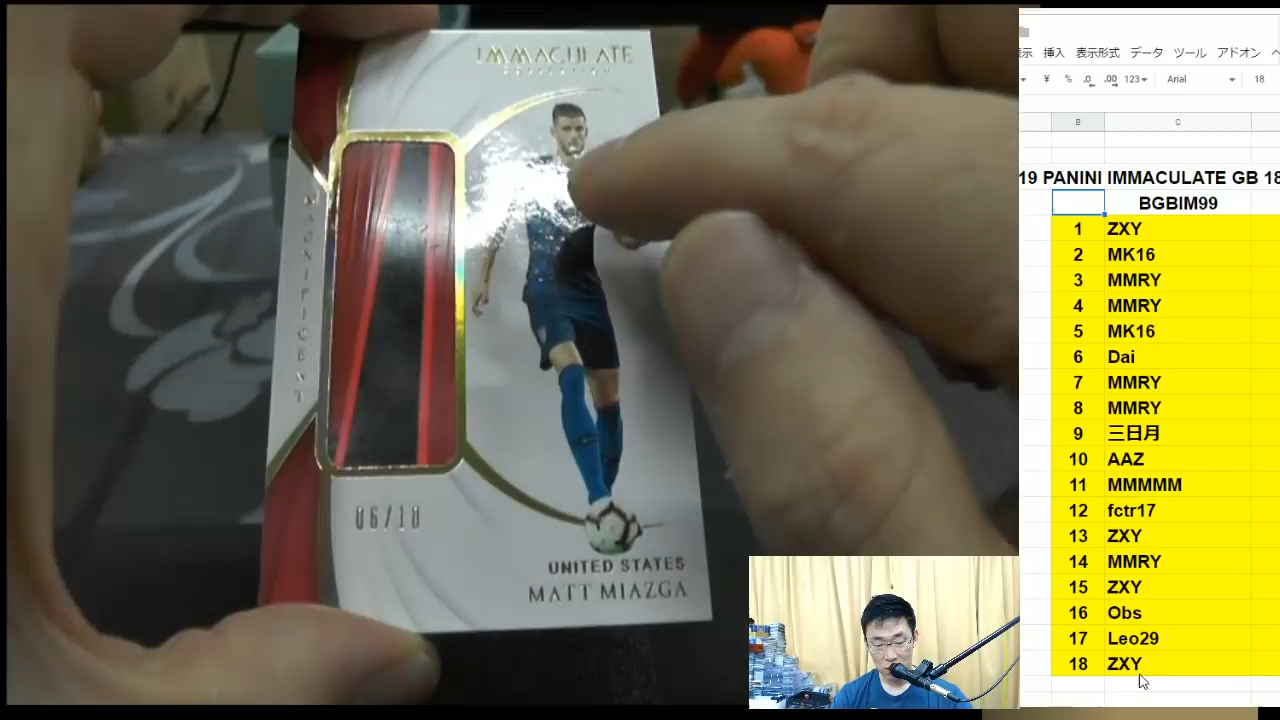 IMMACULATE
COLLECTION
MAGNIFICENT
06/10
UNITED STATES
MATT MIAZGA
示 挿入 表示形式 データ ツール アドオン ヘ
¥ % .0 .00 123 Arial 18
B C
19 PANINI IMMACULATE GB 18
BGBIM99
1 ZXY
2 MK16
3 MMRY
4 MMRY
5 MK16
6 Dai
7 MMRY
8 MMRY
9 三日月
10 AAZ
11 MMMMM
12 fctr17
13 ZXY
14 MMRY
15 ZXY
16 Obs
17 Leo29
18 ZXY